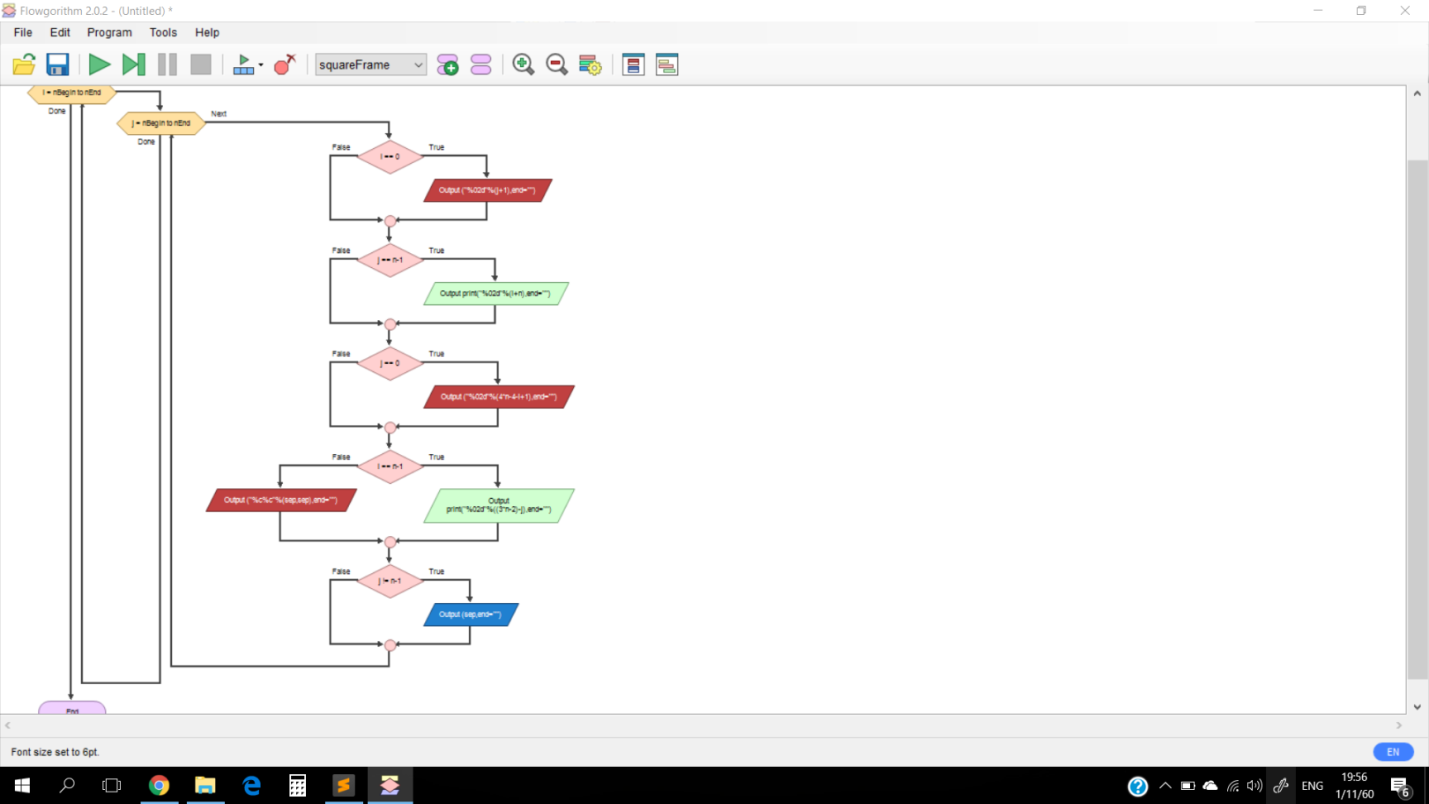 Flowgorithm 2.0.2 - (Untitled) *
File Edit Program Tools Help
squareFrame
i = nBegin to nEnd
Done
j = nBegin to nEnd
Next
Done
False
True
i == 0
Output ("%02d"%(j+1),end="")
False
True
j == n-1
Output print("%02d"%(i+n),end="")
False
True
j == 0
Output ("%02d"%(4*n-4-i+1),end="")
False
True
i == n-1
Output ("%c%c"%(sep,sep),end="")
Output
print("%02d"%((3*n-2)-j),end="")
False
True
j != n-1
Output (sep,end="")
End
Font size set to 6pt.
EN
ENG
19:56
1/11/60
6